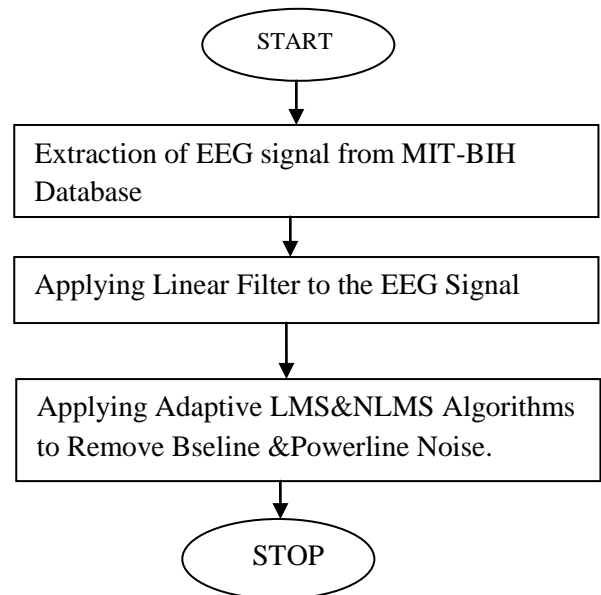 START
Extraction of EEG signal from MIT-BIH
Database
Applying Linear Filter to the EEG Signal
Applying Adaptive LMS&NLMS Algorithms
to Remove Bseline &Powerline Noise.
STOP